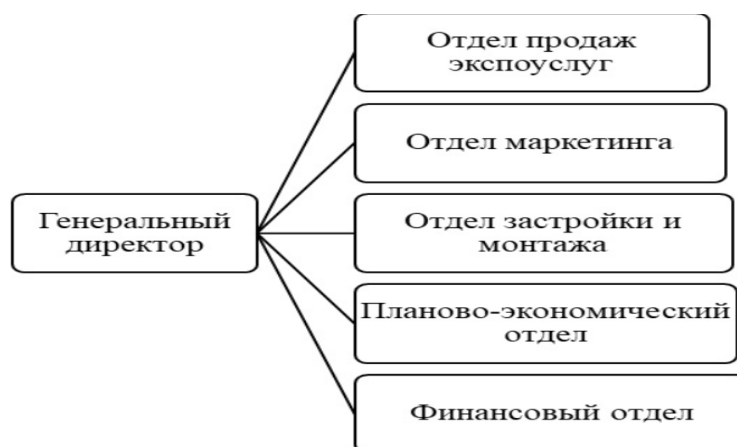 Отдел продаж
экспоуслуг
Отдел маркетинга
Генеральный
директор
Отдел застройки и
монтажа
Планово-экономический
отдел
Финансовый отдел